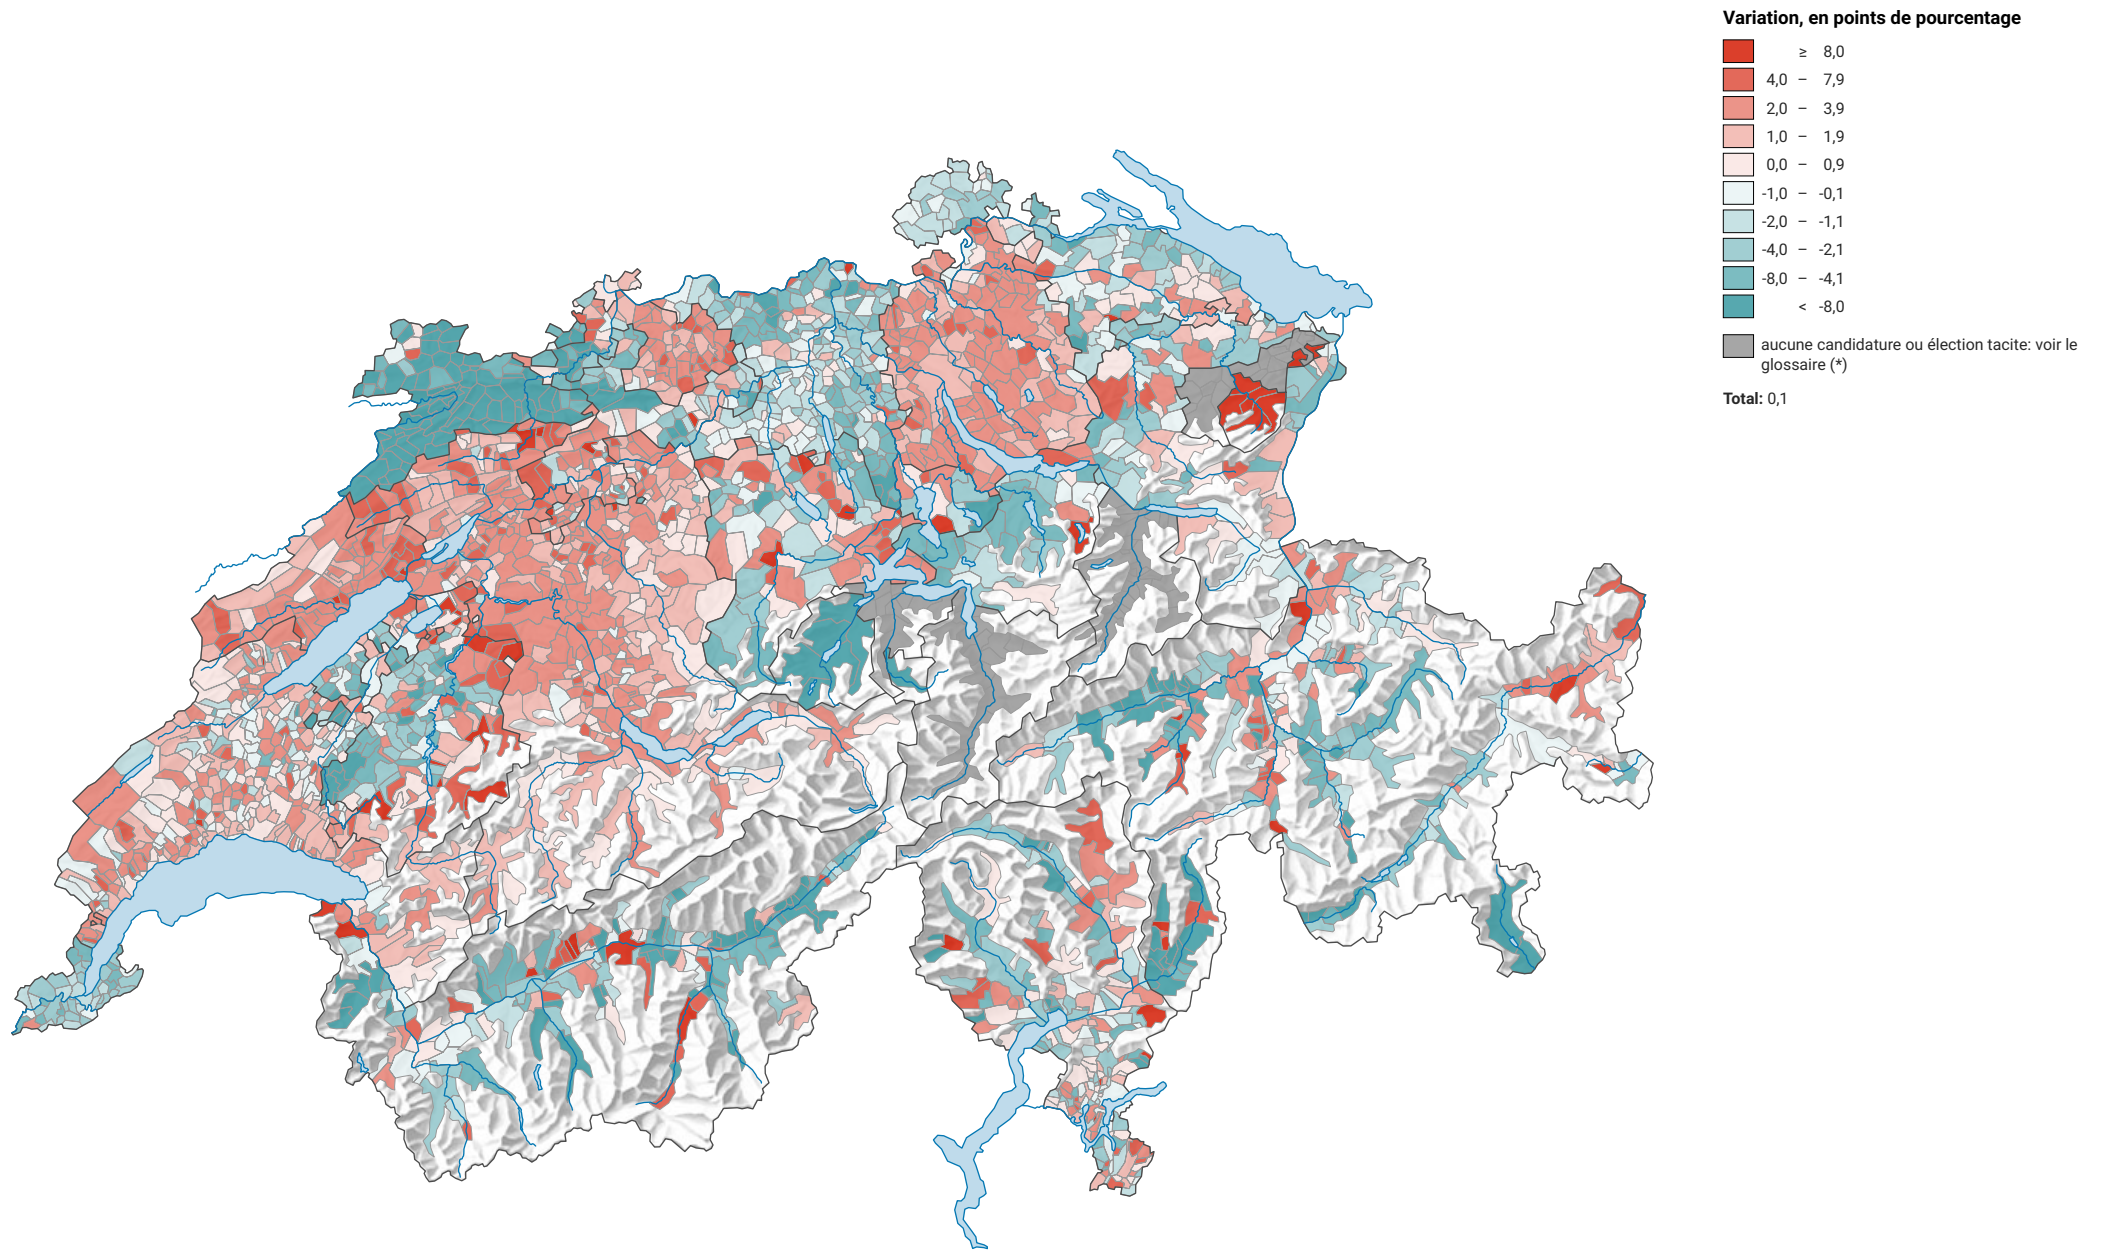 Variation, en points de pourcentage
≥ 8,0
4,0 – 7,9
2,0 – 3,9
1,0 – 1,9
0,0 – 0,9
-1,0 – -0,1
-2,0 – -1,1
-4,0 – -2,1
-8,0 – -4,1
< -8,0
aucune candidature ou élection tacite: voir le
glossaire (*)
Total: 0,1